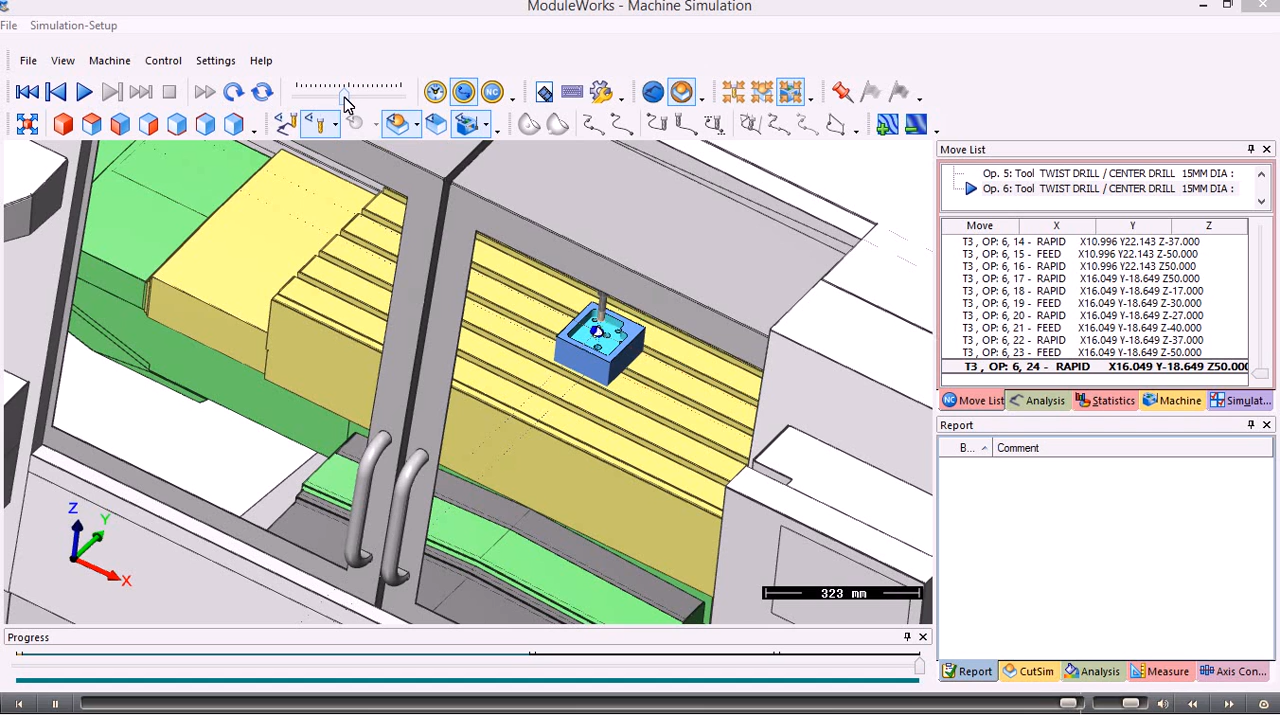 ModuleWorks - Machine Simulation
File Simulation-Setup
File View Machine Control Settings Help
NC
Move List
Op. 5: Tool TWIST DRILL / CENTER DRILL 15MM DIA :
Op. 6: Tool TWIST DRILL / CENTER DRILL 15MM DIA :
Move X Y Z
T3 , OP: 6, 14 - RAPID X10.996 Y22.143 Z-37.000
T3 , OP: 6, 15 - FEED X10.996 Y22.143 Z-50.000
T3 , OP: 6, 16 - RAPID X10.996 Y22.143 Z50.000
T3 , OP: 6, 17 - RAPID X16.049 Y-18.649 Z50.000
T3 , OP: 6, 18 - RAPID X16.049 Y-18.649 Z-17.000
T3 , OP: 6, 19 - FEED X16.049 Y-18.649 Z-30.000
T3 , OP: 6, 20 - RAPID X16.049 Y-18.649 Z-27.000
T3 , OP: 6, 21 - FEED X16.049 Y-18.649 Z-40.000
T3 , OP: 6, 22 - RAPID X16.049 Y-18.649 Z-37.000
T3 , OP: 6, 23 - FEED X16.049 Y-18.649 Z-50.000
T3 , OP: 6, 24 - RAPID X16.049 Y-18.649 Z50.000
NC Move List Analysis Statistics Machine Simulat...
Report
B... Comment
Z
Y
X
323 mm
Progress
Report CutSim Analysis Measure Axis Con...